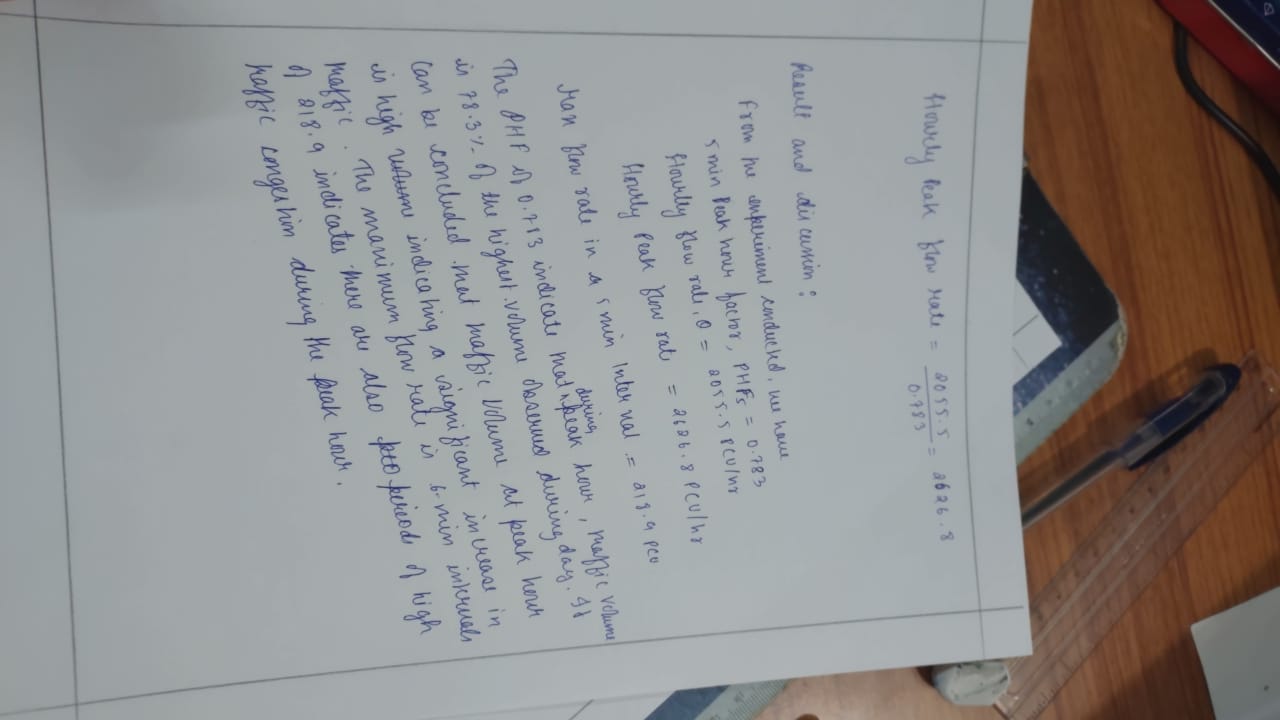 Hourly Peak flow rate = 2055.5 / 0.783 = 2626.8
Result and discussion :
From the experiment conducted, we have
5 min Peak hour factor, PHF5 = 0.783
Hourlly flow rate, Q = 2055.5 PCU/hr
Hourly Peak flow rate = 2626.8 PCU/hr
Max flow rate in a 5 min Interval = 218.9 PCU
The PHF of 0.783 indicate that during peak hour, traffic volume
is 78.3% of the highest volume observed during day. It
can be concluded that traffic volume at peak hour
is high volume indicating a significant increase in
traffic. The maximum flow rate is 5-min intervals
of 218.9 indicates there are also periods of high
traffic congestion during the peak hour.